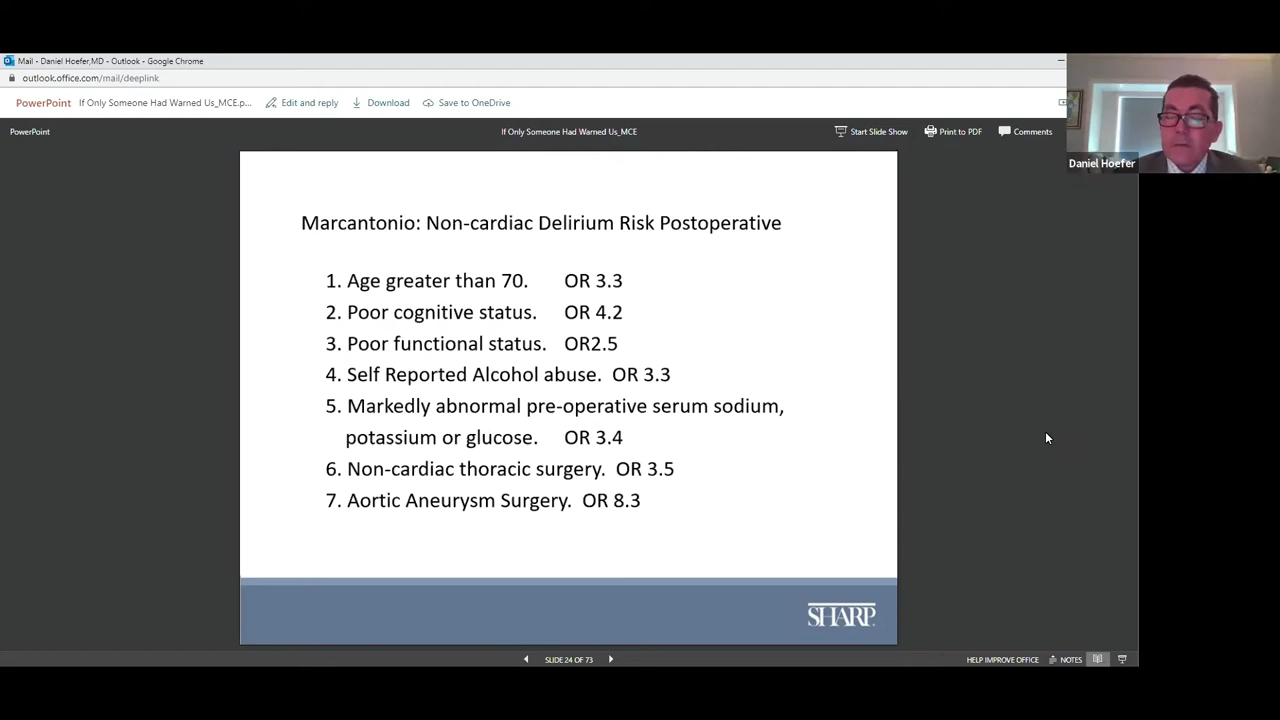 Mail - Daniel Hoefer,MD - Outlook - Google Chrome
outlook.office.com/mail/deeplink
PowerPoint If Only Someone Had Warned Us_MCE.p... Edit and reply Download Save to OneDrive
PowerPoint If Only Someone Had Warned Us_MCE Start Slide Show Print to PDF Comments
Daniel Hoefer
Marcantonio: Non-cardiac Delirium Risk Postoperative
1. Age greater than 70. OR 3.3
2. Poor cognitive status. OR 4.2
3. Poor functional status. OR2.5
4. Self Reported Alcohol abuse. OR 3.3
5. Markedly abnormal pre-operative serum sodium,
potassium or glucose. OR 3.4
6. Non-cardiac thoracic surgery. OR 3.5
7. Aortic Aneurysm Surgery. OR 8.3
SHARP
SLIDE 24 OF 73 HELP IMPROVE OFFICE NOTES